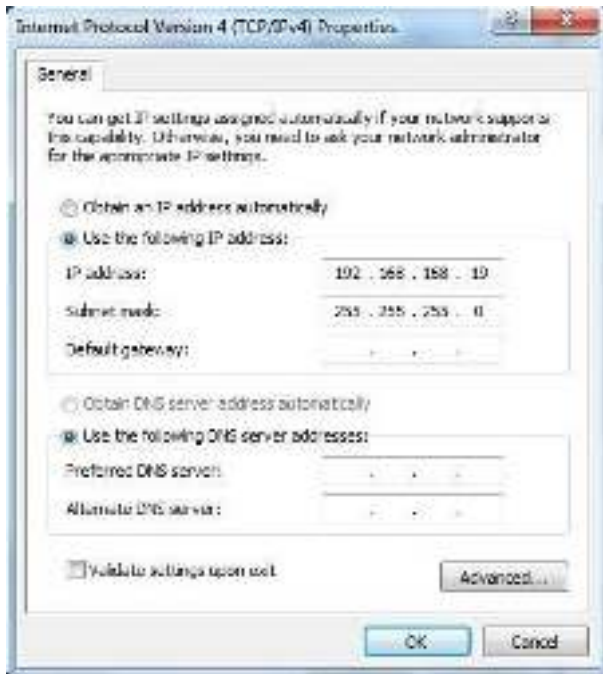 Internet Protocol Version 4 (TCP/IPv4) Properties
General
You can get IP settings assigned automatically if your network supports
this capability. Otherwise, you need to ask your network administrator
for the appropriate IP settings.
Obtain an IP address automatically
Use the following IP address:
IP address: 192 . 168 . 168 . 19
Subnet mask: 255 . 255 . 255 . 0
Default gateway: . . .
Obtain DNS server address automatically
Use the following DNS server addresses:
Preferred DNS server: . . .
Alternate DNS server: . . .
Validate settings upon exit
Advanced...
OK Cancel